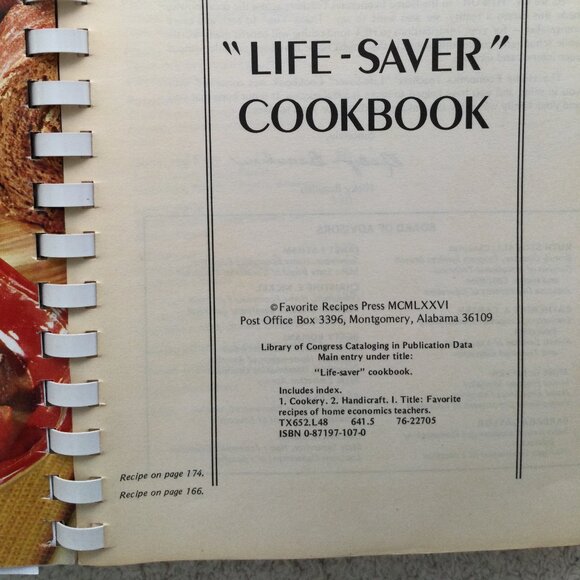 "LIFE-SAVER"
COOKBOOK
©Favorite Recipes Press MCMLXXVI
Post Office Box 3396, Montgomery, Alabama 36109
Library of Congress Cataloging in Publication Data
Main entry under title:
"Life-saver" cookbook.
Includes index.
1. Cookery. 2. Handicraft. I. Title: Favorite
recipes of home economics teachers.
TX652.L48 641.5 76-22705
ISBN 0-87197-107-0
Recipe on page 174.
Recipe on page 166.